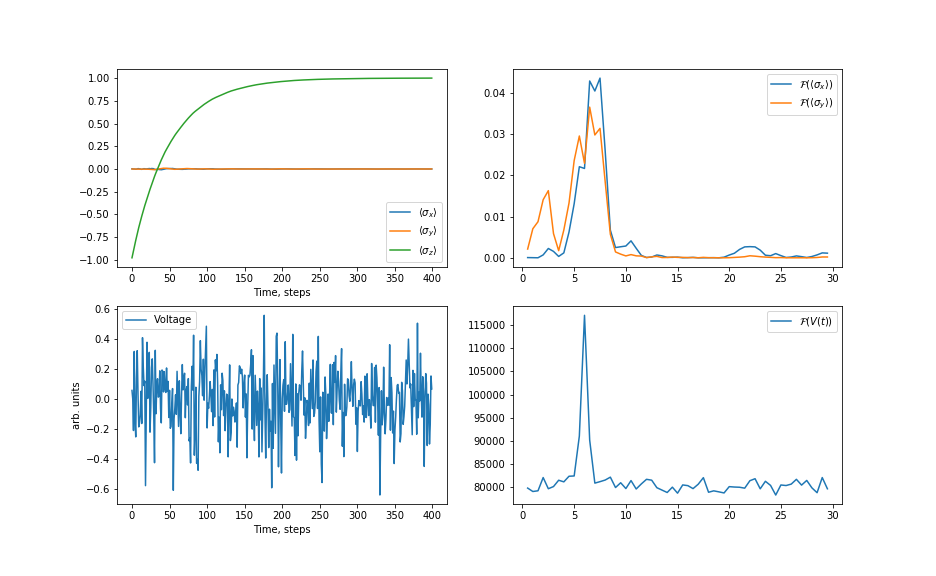 1.00
0.75
0.50
0.25
0.00
−0.25
−0.50
−0.75
−1.00
⟨σx⟩
⟨σy⟩
⟨σz⟩
0 50 100 150 200 250 300 350 400
Time, steps
0.04
0.03
0.02
0.01
0.00
ℱ(⟨σx⟩)
ℱ(⟨σy⟩)
0 5 10 15 20 25 30
arb. units
0.6
0.4
0.2
0.0
−0.2
−0.4
−0.6
Voltage
0 50 100 150 200 250 300 350 400
Time, steps
115000
110000
105000
100000
95000
90000
85000
80000
ℱ(V(t))
0 5 10 15 20 25 30